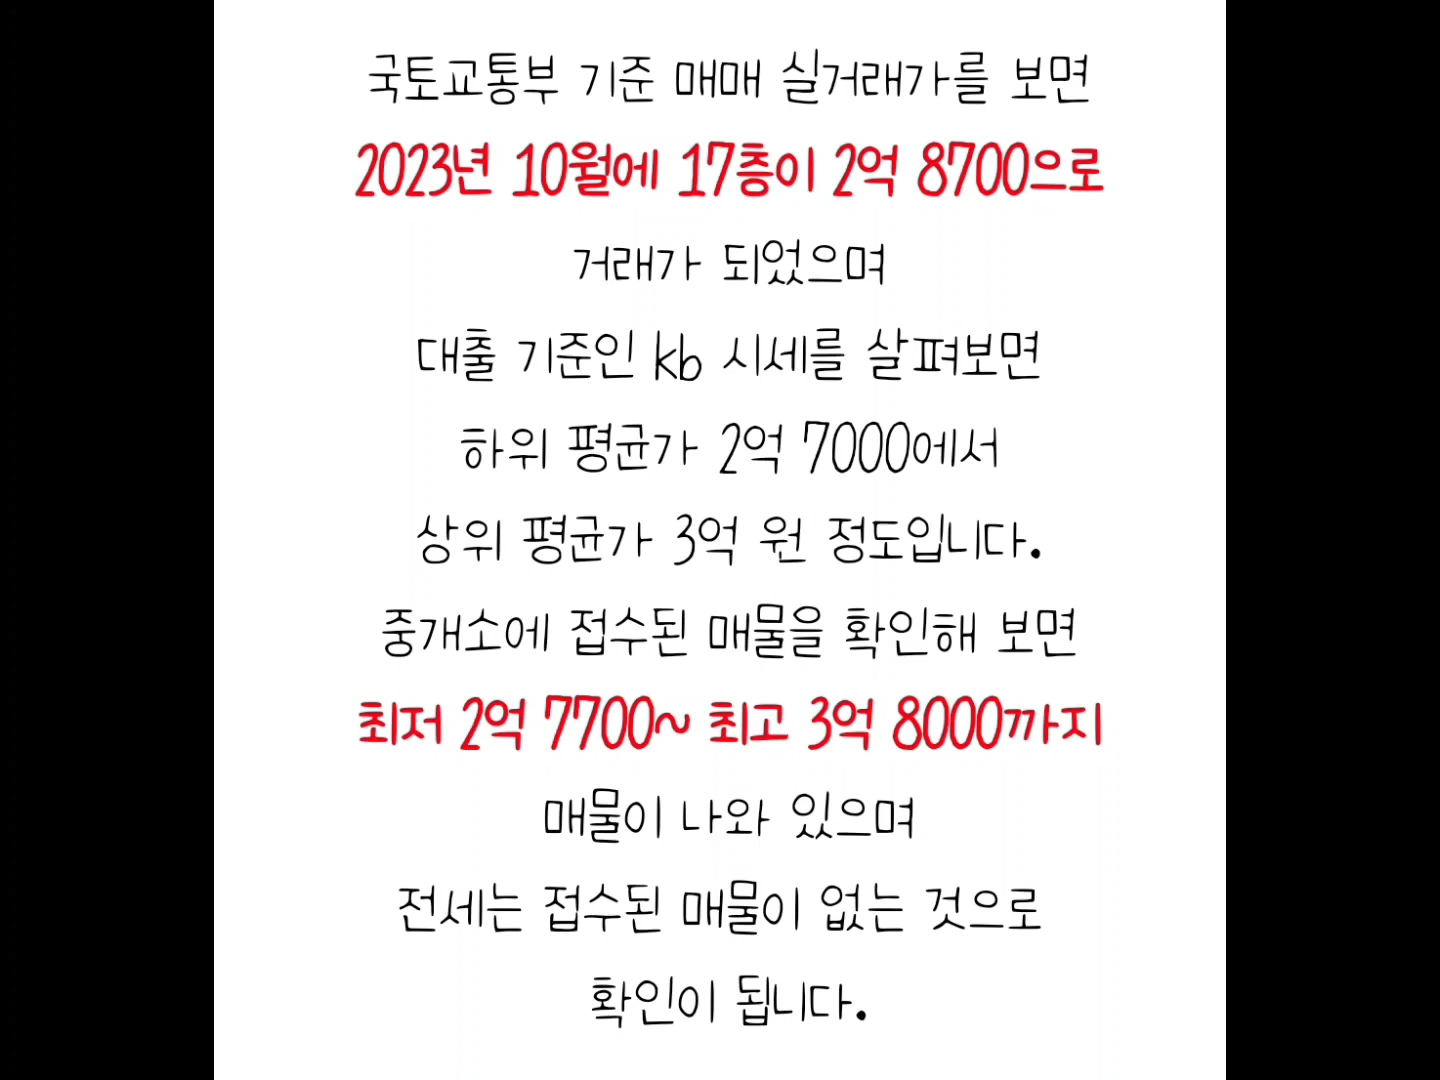 국토교통부 기준 매매 실거래가를 보면
2023년 10월에 17층이 2억 8700으로
거래가 되었으며
대출 기준인 kb 시세를 살펴보면
하위 평균가 2억 7000에서
상위 평균가 3억 원 정도입니다.
중개소에 접수된 매물을 확인해 보면
최저 2억 7700~ 최고 3억 8000까지
매물이 나와 있으며
전세는 접수된 매물이 없는 것으로
확인이 됩니다.